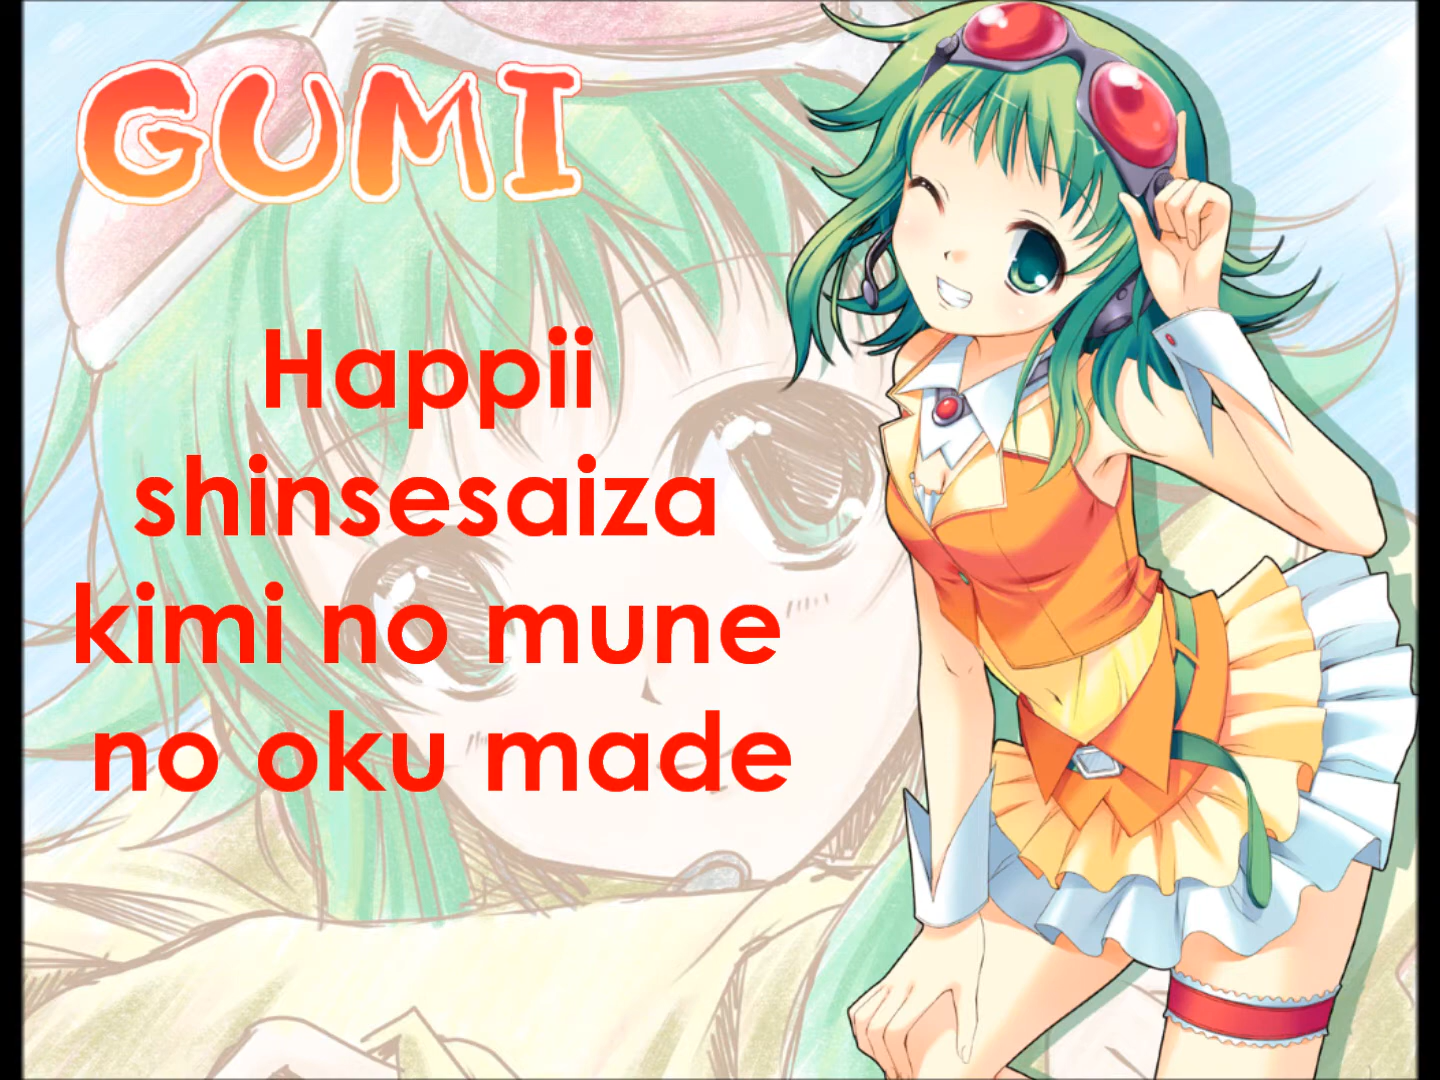 GUMI
Happii
shinsesaiza
kimi no mune
no oku made